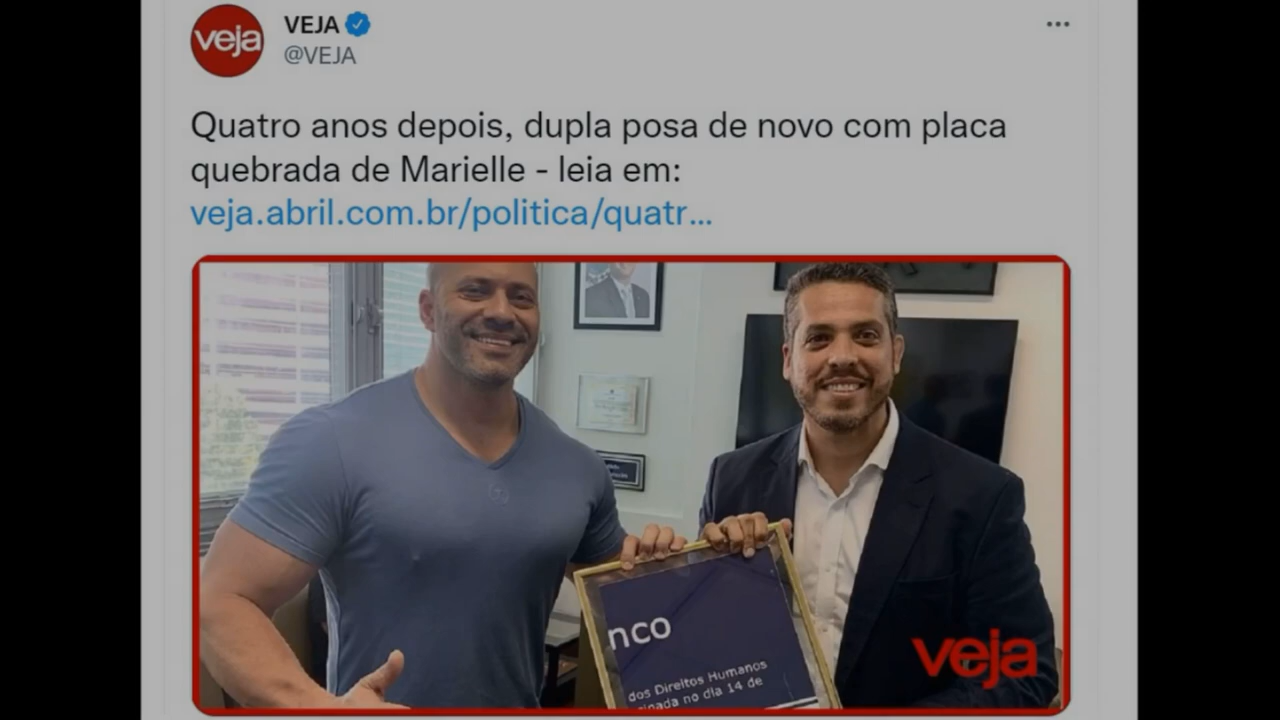 veja
VEJA
@VEJA
Quatro anos depois, dupla posa de novo com placa
quebrada de Marielle - leia em:
veja.abril.com.br/politica/quatr...
nco
dos Direitos Humanos
inada no dia 14 de
veja